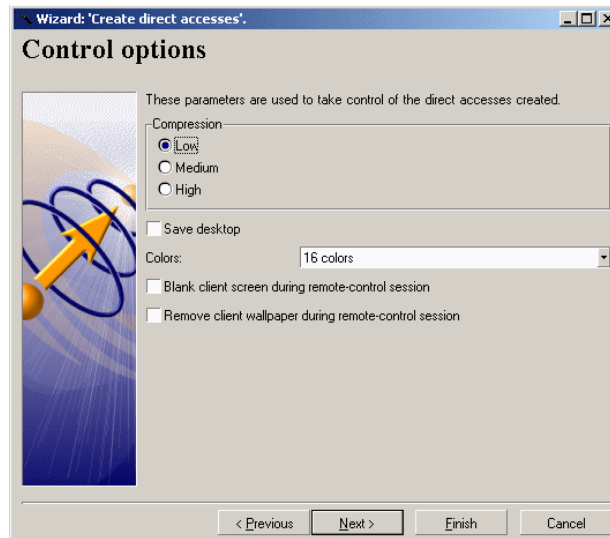 Wizard: 'Create direct accesses'.
Control options
These parameters are used to take control of the direct accesses created.
Compression
Low
Medium
High
Save desktop
Colors: 16 colors
Blank client screen during remote-control session
Remove client wallpaper during remote-control session
< Previous Next > Finish Cancel